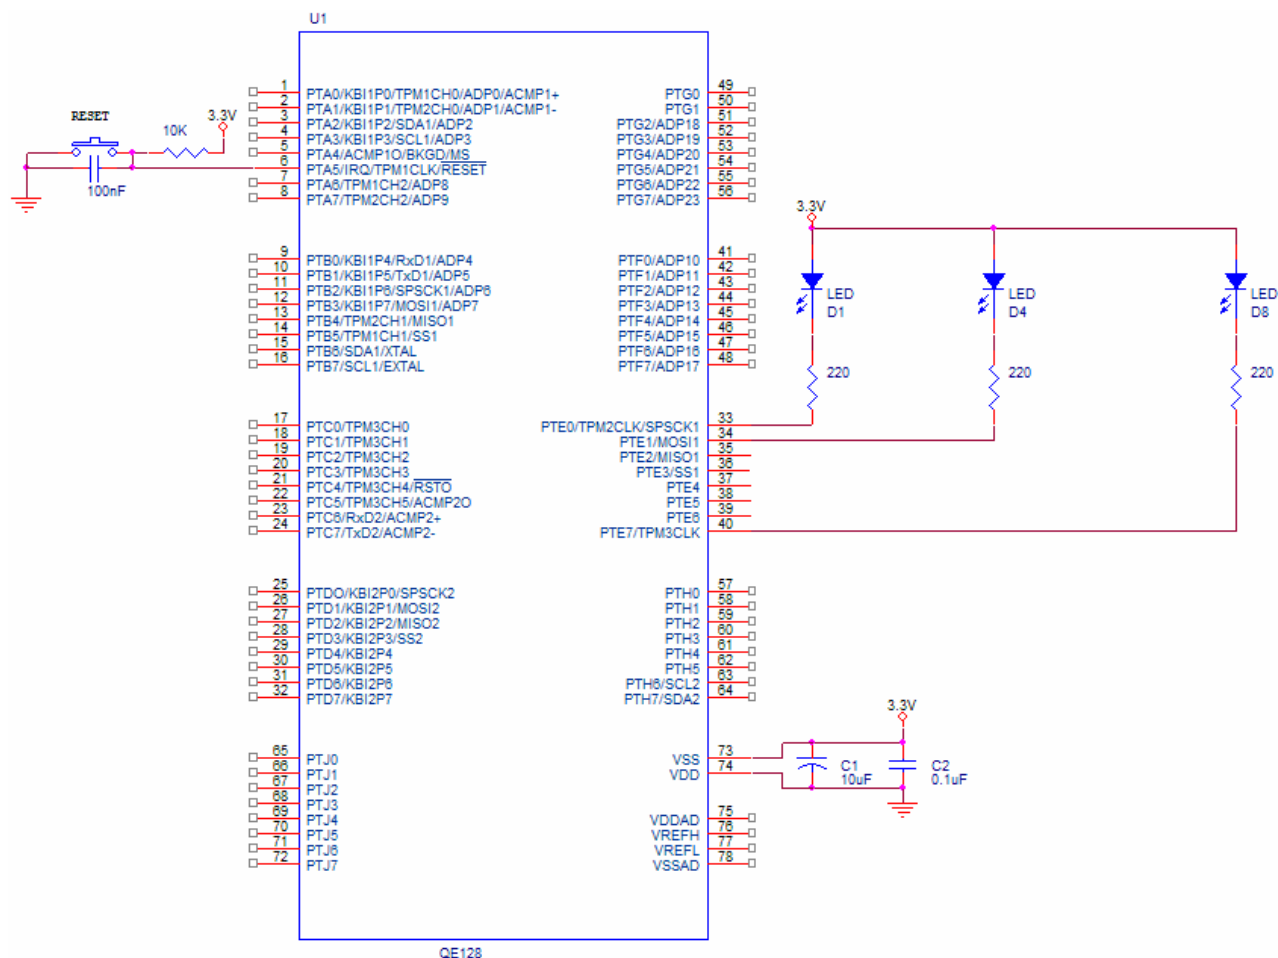 U1
1 PTA0/KBI1P0/TPM1CH0/ADP0/ACMP1+
2 PTA1/KBI1P1/TPM2CH0/ADP1/ACMP1-
3 PTA2/KBI1P2/SDA1/ADP2
4 PTA3/KBI1P3/SCL1/ADP3
5 PTA4/ACMP1O/BKGD/MS
6 PTA5/IRQ/TPM1CLK/RESET
7 PTA6/TPM1CH2/ADP8
8 PTA7/TPM2CH2/ADP9
RESET
10K
3.3V
100nF
9 PTB0/KBI1P4/RxD1/ADP4
10 PTB1/KBI1P5/TxD1/ADP5
11 PTB2/KBI1P6/SPSCK1/ADP6
12 PTB3/KBI1P7/MOSI1/ADP7
13 PTB4/TPM2CH1/MISO1
14 PTB5/TPM1CH1/SS1
15 PTB6/SDA1/XTAL
16 PTB7/SCL1/EXTAL
17 PTC0/TPM3CH0
18 PTC1/TPM3CH1
19 PTC2/TPM3CH2
20 PTC3/TPM3CH3
21 PTC4/TPM3CH4/RSTO
22 PTC5/TPM3CH5/ACMP2O
23 PTC6/RxD2/ACMP2+
24 PTC7/TxD2/ACMP2-
25 PTDO/KBI2P0/SPSCK2
26 PTD1/KBI2P1/MOSI2
27 PTD2/KBI2P2/MISO2
28 PTD3/KBI2P3/SS2
29 PTD4/KBI2P4
30 PTD5/KBI2P5
31 PTD6/KBI2P6
32 PTD7/KBI2P7
65 PTJ0
66 PTJ1
67 PTJ2
68 PTJ3
69 PTJ4
70 PTJ5
71 PTJ6
72 PTJ7
PTG0 49
PTG1 50
PTG2/ADP18 51
PTG3/ADP19 52
PTG4/ADP20 53
PTG5/ADP21 54
PTG6/ADP22 55
PTG7/ADP23 56
PTF0/ADP10 41
PTF1/ADP11 42
PTF2/ADP12 43
PTF3/ADP13 44
PTF4/ADP14 45
PTF5/ADP15 46
PTF6/ADP16 47
PTF7/ADP17 48
3.3V
LED
D1
LED
D4
LED
D8
220
220
220
PTE0/TPM2CLK/SPSCK1 33
PTE1/MOSI1 34
PTE2/MISO1 35
PTE3/SS1 36
PTE4 37
PTE5 38
PTE6 39
PTE7/TPM3CLK 40
PTH0 57
PTH1 58
PTH2 59
PTH3 60
PTH4 61
PTH5 62
PTH6/SCL2 63
PTH7/SDA2 64
3.3V
VSS 73
VDD 74
C1
10uF
C2
0.1uF
VDDAD 75
VREFH 76
VREFL 77
VSSAD 78
QE128